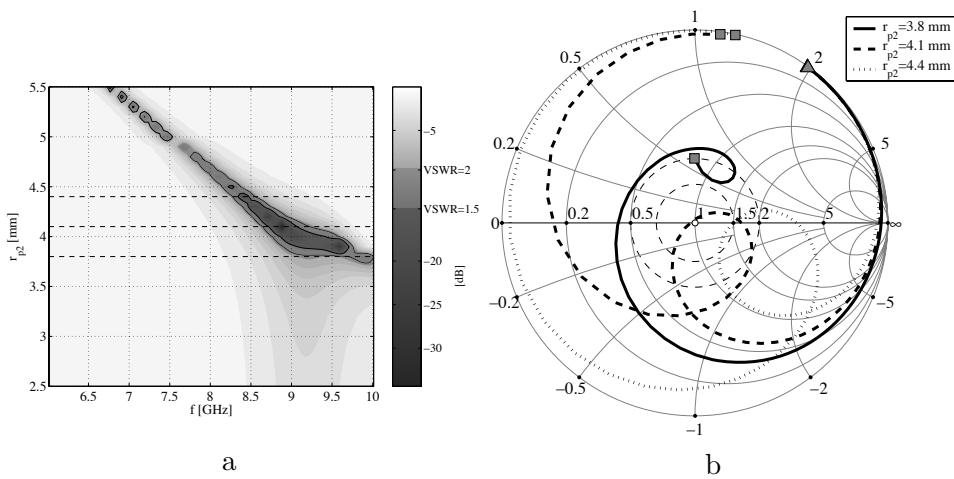 5.5
5
4.5
4
3.5
3
2.5
r_p2 [mm]
6.5 7 7.5 8 8.5 9 9.5 10
f [GHz]
−5
VSWR=2
VSWR=1.5
−20
−25
−30
[dB]
a
1
2
5
∞
−5
−2
−1
−0.5
−0.2
0
0.2
0.5
0.2 0.5 1 1.5 2 5
r_p2=3.8 mm
r_p2=4.1 mm
r_p2=4.4 mm
b